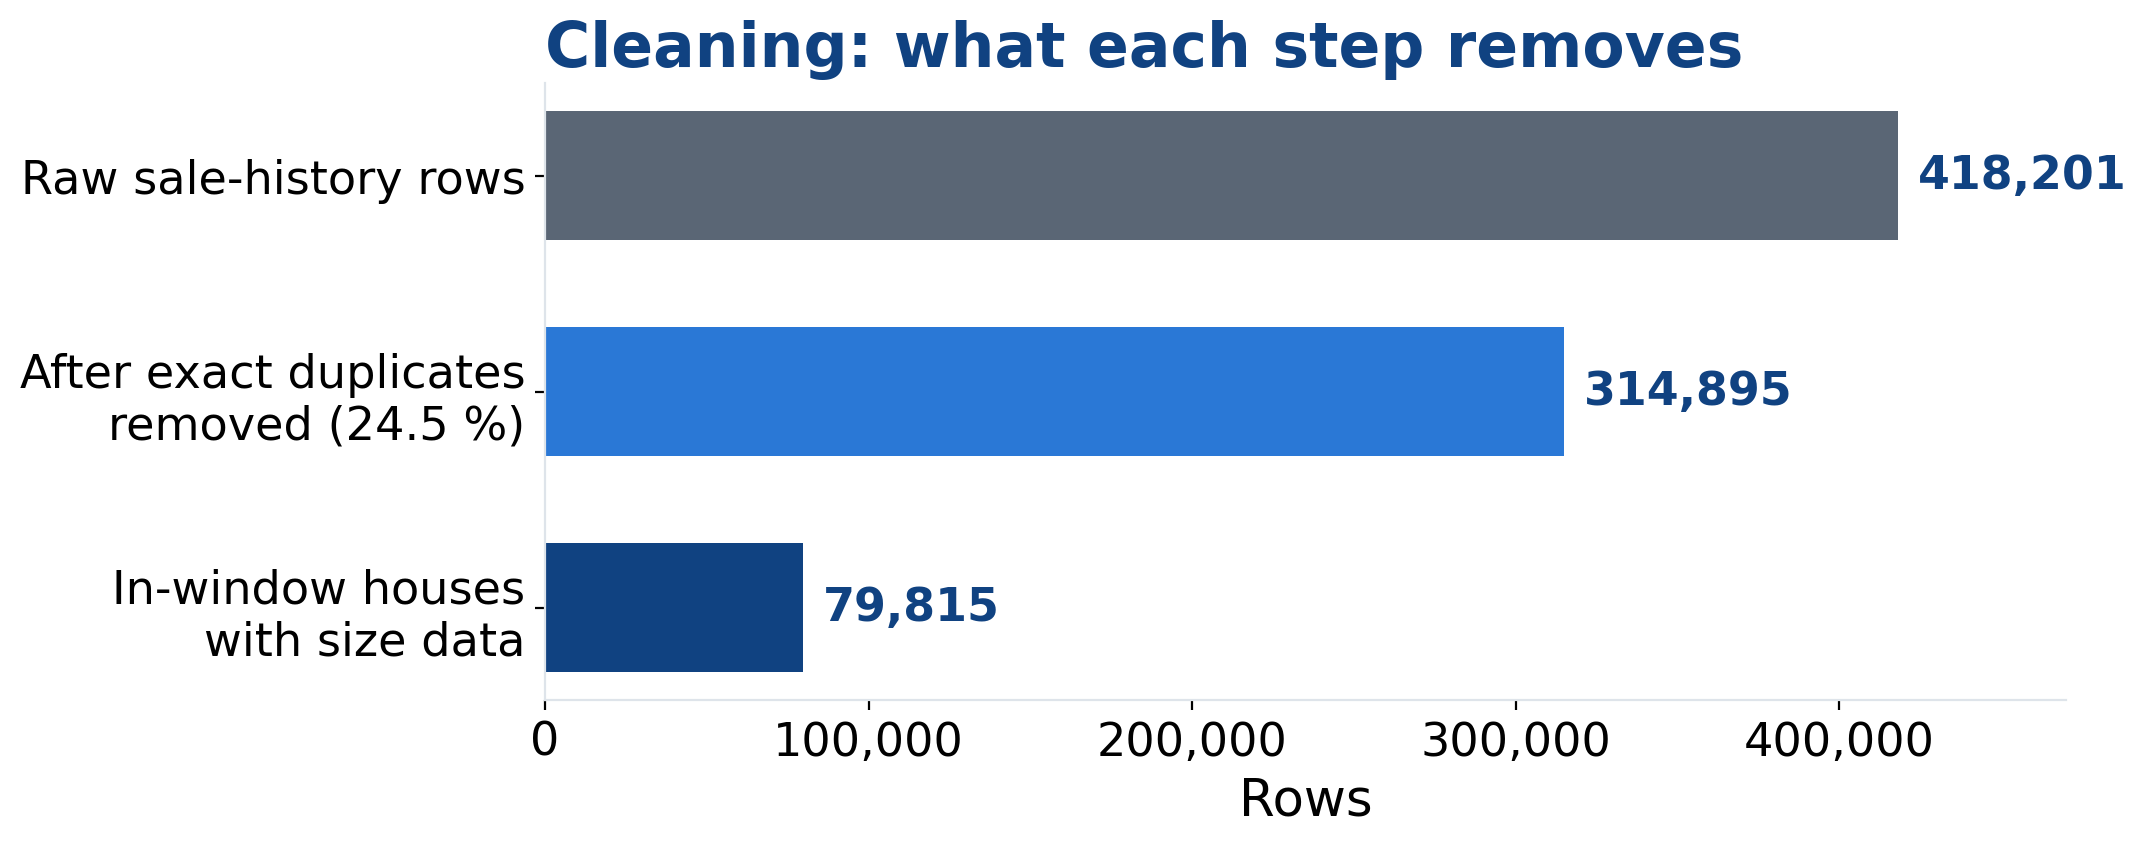 Cleaning: what each step removes
Raw sale-history rows
418,201
After exact duplicates
removed (24.5 %)
314,895
In-window houses
with size data
79,815
0
100,000
200,000
300,000
400,000
Rows